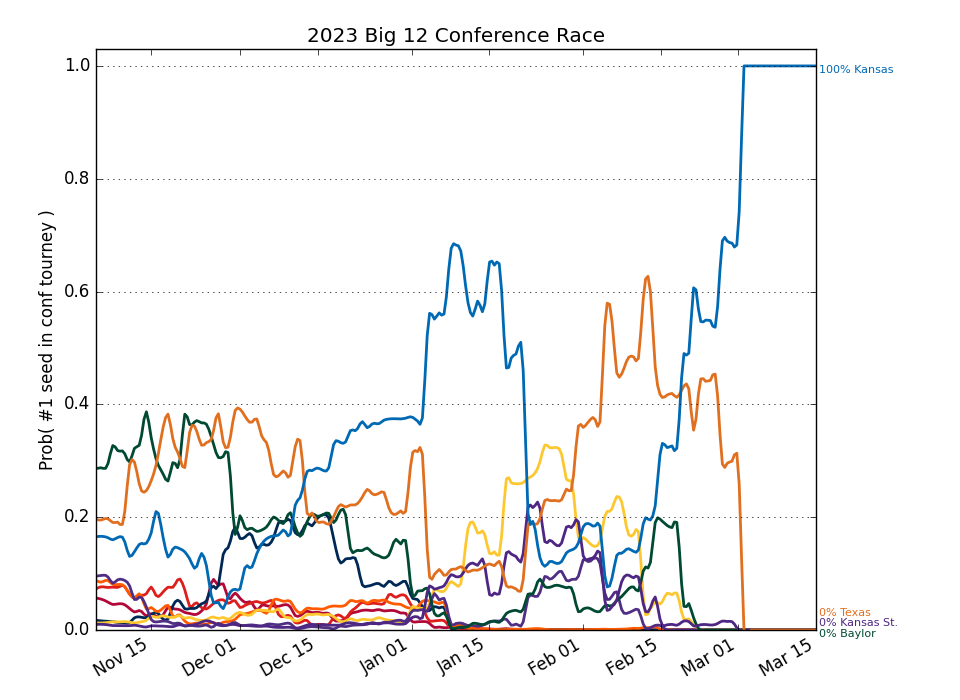 2023 Big 12 Conference Race
Prob( #1 seed in conf tourney )
1.0
0.8
0.6
0.4
0.2
0.0
100% Kansas
0% Texas
0% Kansas St.
0% Baylor
Nov 15
Dec 01
Dec 15
Jan 01
Jan 15
Feb 01
Feb 15
Mar 01
Mar 15